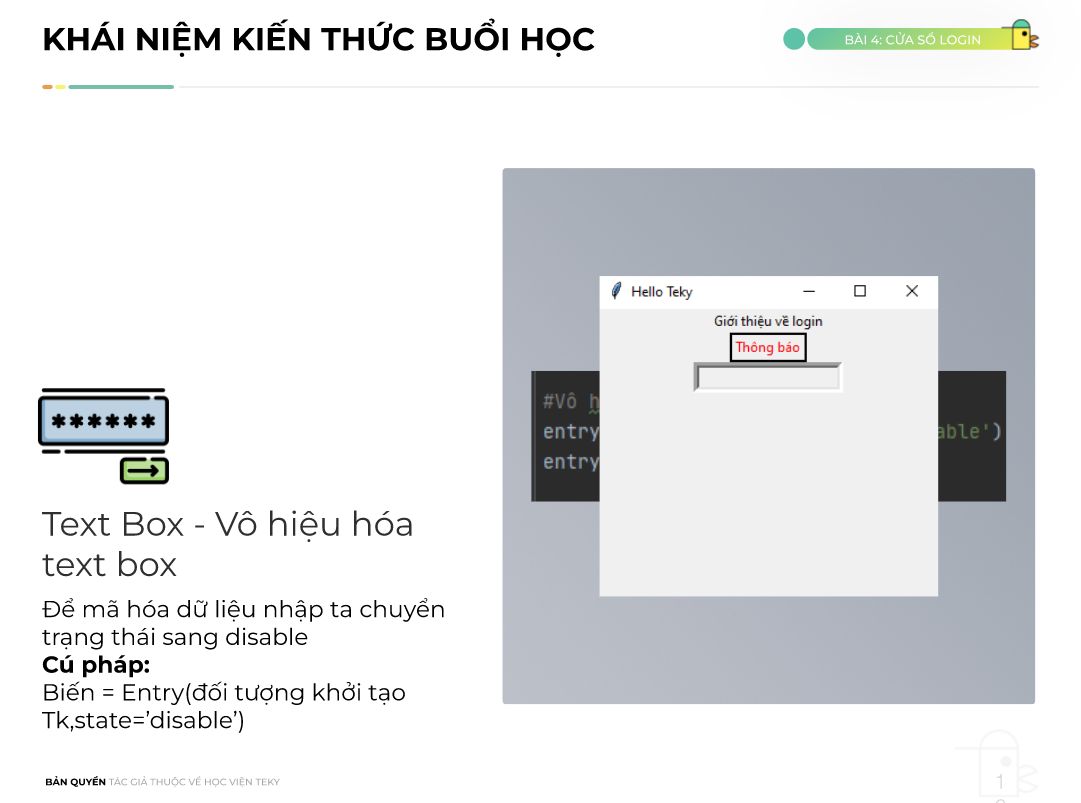 KHÁI NIỆM KIẾN THỨC BUỔI HỌC
BÀI 4: CỬA SỔ LOGIN
Hello Teky
Giới thiệu về login
Thông báo
#Vô h
entry
able')
entry
******
Text Box - Vô hiệu hóa
text box
Để mã hóa dữ liệu nhập ta chuyển
trạng thái sang disable
Cú pháp:
Biến = Entry(đối tượng khởi tạo
Tk,state=’disable’)
BẢN QUYỀN TÁC GIẢ THUỘC VỀ HỌC VIỆN TEKY
1